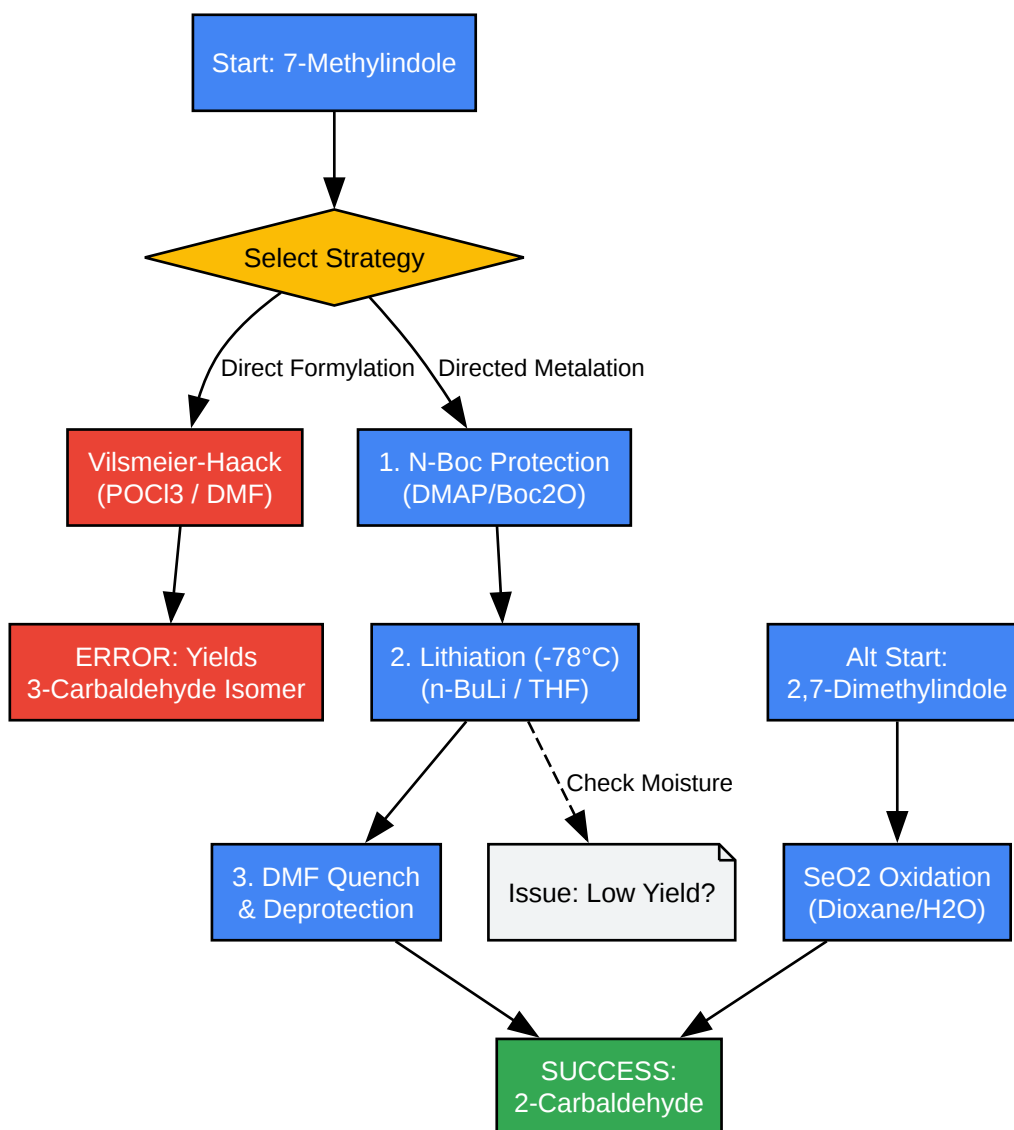 Start: 7-Methylindole
Select Strategy
Direct Formylation
Directed Metalation
Vilsmeier-Haack
(POCl3 / DMF)
1. N-Boc Protection
(DMAP/Boc2O)
ERROR: Yields
3-Carbaldehyde Isomer
2. Lithiation (-78°C)
(n-BuLi / THF)
Alt Start:
2,7-Dimethylindole
Check Moisture
3. DMF Quench
& Deprotection
Issue: Low Yield?
SeO2 Oxidation
(Dioxane/H2O)
SUCCESS:
2-Carbaldehyde